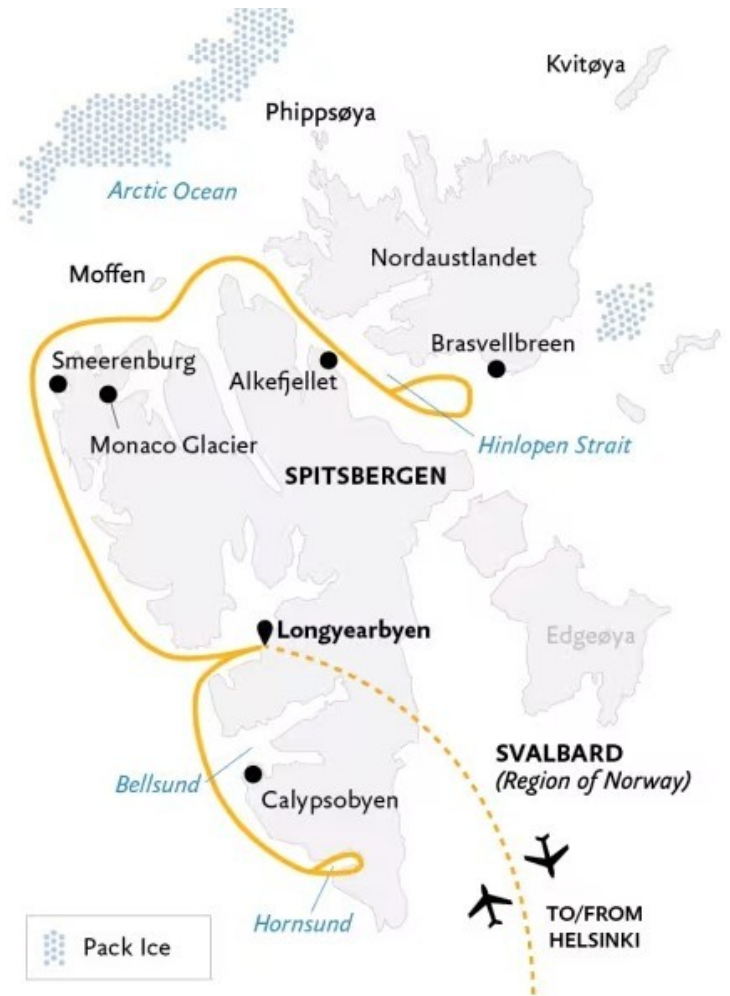 Kvitøya
Phippsøya
Arctic Ocean
Nordaustlandet
Moffen
Brasvellbreen
Smeerenburg
Alkefjellet
Monaco Glacier
Hinlopen Strait
SPITSBERGEN
Longyearbyen
Edgeøya
SVALBARD
(Region of Norway)
Bellsund
Calypsobyen
Hornsund
TO/FROM
HELSINKI
Pack Ice